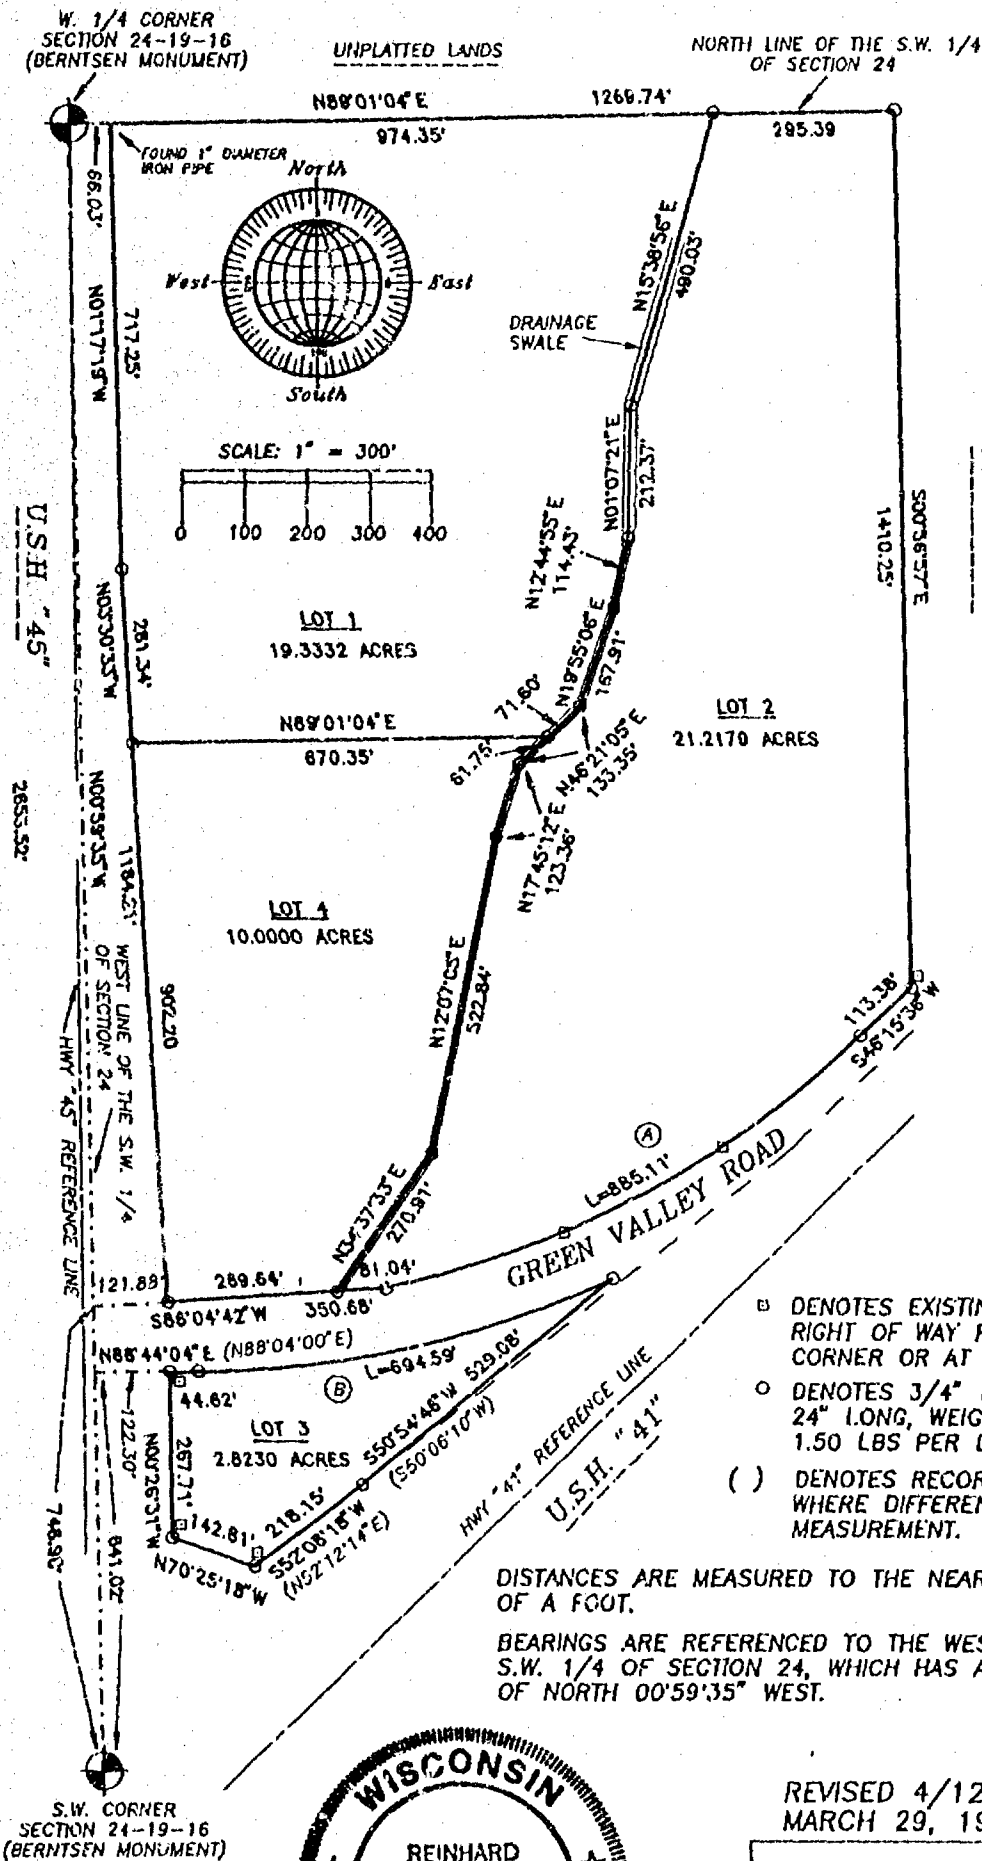 W. 1/4 CORNER
SECTION 24-19-16
(BERNTSEN MONUMENT)
UNPLATTED LANDS
NORTH LINE OF THE S.W. 1/4
OF SECTION 24
N89°01'04"E
1269.74'
974.35'
295.39
FOUND 1" DIAMETER
IRON PIPE
66.03'
North
West
East
South
N01°17'19"W
717.25'
DRAINAGE
SWALE
N15°38'56"E
490.03'
SCALE: 1" = 300'
0 100 200 300 400
N01°07'21"E
212.37'
S00°36'57"E
1410.25'
U.S.H. "45"
N12°44'55"E
114.43'
N03°30'35"W
281.34'
LOT 1
19.3332 ACRES
N19°55'06"E
167.91'
71.60'
N89°01'04"E
670.35'
61.75'
N46°21'05"E
133.35'
LOT 2
21.2170 ACRES
2653.52'
N00°59'35"W
1184.21'
N17°45'12"E
123.36'
LOT 4
10.0000 ACRES
902.20
WEST LINE OF THE S.W. 1/4
OF SECTION 24
N12°07'05"E
522.84'
HWY "45" REFERENCE LINE
113.38'
S46°15'36"W
A
L=885.11'
GREEN VALLEY ROAD
270.91'
81.04'
121.88'
269.64'
S86°04'42"W
350.68'
N88°44'04"E (N88°04'00"E)
44.62'
B
L=694.59'
122.30'
LOT 3
2.8230 ACRES
N00°26'31"W
267.71'
S50°54'46"W 529.08'
(S50°06'10"W)
142.81'
218.15'
S52°08'18"W
(N52°12'14"E)
N70°25'18"W
748.90'
841.02'
HWY "41" REFERENCE LINE
U.S.H. "41"
DENOTES EXISTIN
RIGHT OF WAY
CORNER OR AT
DENOTES 3/4"
24" LONG, WEIG
1.50 LBS PER
( ) DENOTES RECOR
WHERE DIFFEREN
MEASUREMENT.
DISTANCES ARE MEASURED TO THE NEAR
OF A FOOT.
BEARINGS ARE REFERENCED TO THE WES
S.W. 1/4 OF SECTION 24, WHICH HAS A
OF NORTH 00°59'35" WEST.
S.W. CORNER
SECTION 24-19-16
(BERNTSEN MONUMENT)
WISCONSIN
REINHARD
REVISED 4/12
MARCH 29, 19